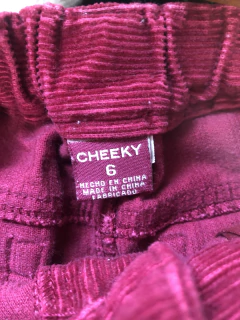 CHEEKY
6
HECHO EN CHINA
MADE IN CHINA
FABRICADO